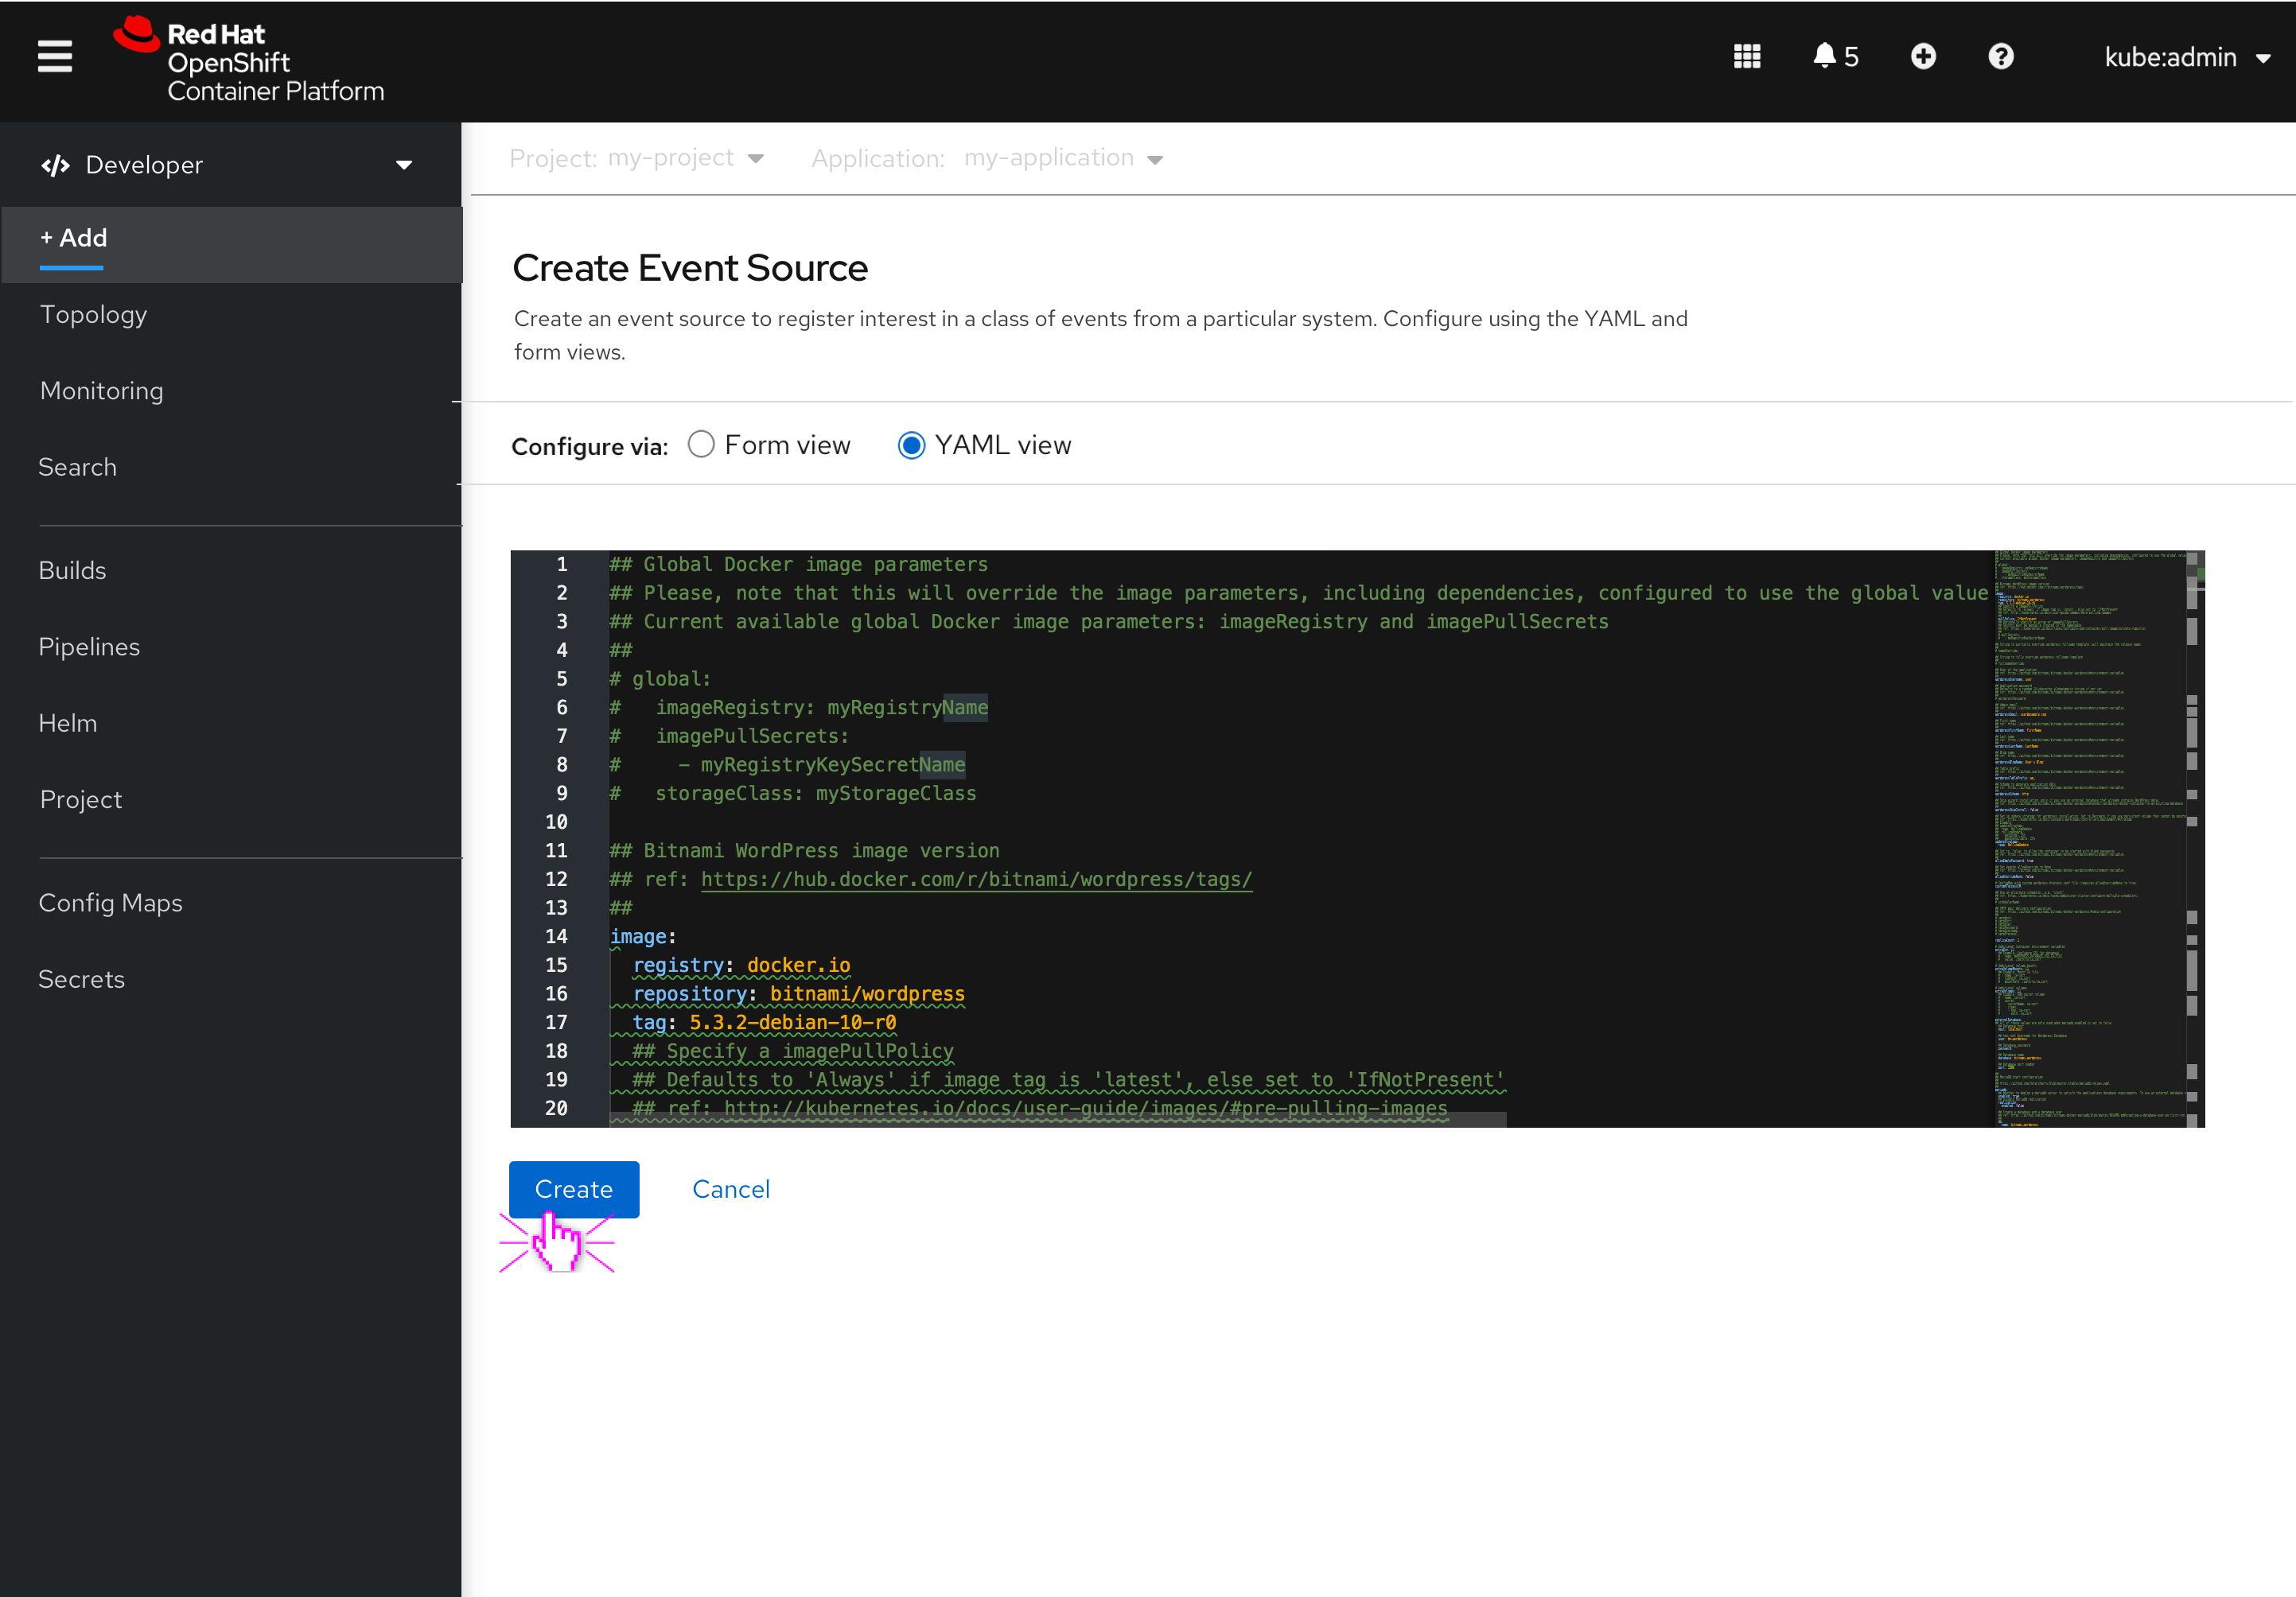 Red Hat
OpenShift
Container Platform
5
kube:admin
Developer
Project: my-project
Application: my-application
+ Add
Topology
Monitoring
Search
Builds
Pipelines
Helm
Project
Config Maps
Secrets
Create Event Source
Create an event source to register interest in a class of events from a particular system. Configure using the YAML and
form views.
Configure via: Form view YAML view
1 ## Global Docker image parameters
2 ## Please, note that this will override the image parameters, including dependencies, configured to use the global value
3 ## Current available global Docker image parameters: imageRegistry and imagePullSecrets
4 ##
5 # global:
6 #   imageRegistry: myRegistryName
7 #   imagePullSecrets:
8 #     - myRegistryKeySecretName
9 #   storageClass: myStorageClass
10
11 ## Bitnami WordPress image version
12 ## ref: https://hub.docker.com/r/bitnami/wordpress/tags/
13 ##
14 image:
15   registry: docker.io
16   repository: bitnami/wordpress
17   tag: 5.3.2-debian-10-r0
18   ## Specify a imagePullPolicy
19   ## Defaults to 'Always' if image tag is 'latest', else set to 'IfNotPresent'
20   ## ref: http://kubernetes.io/docs/user-guide/images/#pre-pulling-images
Create
Cancel